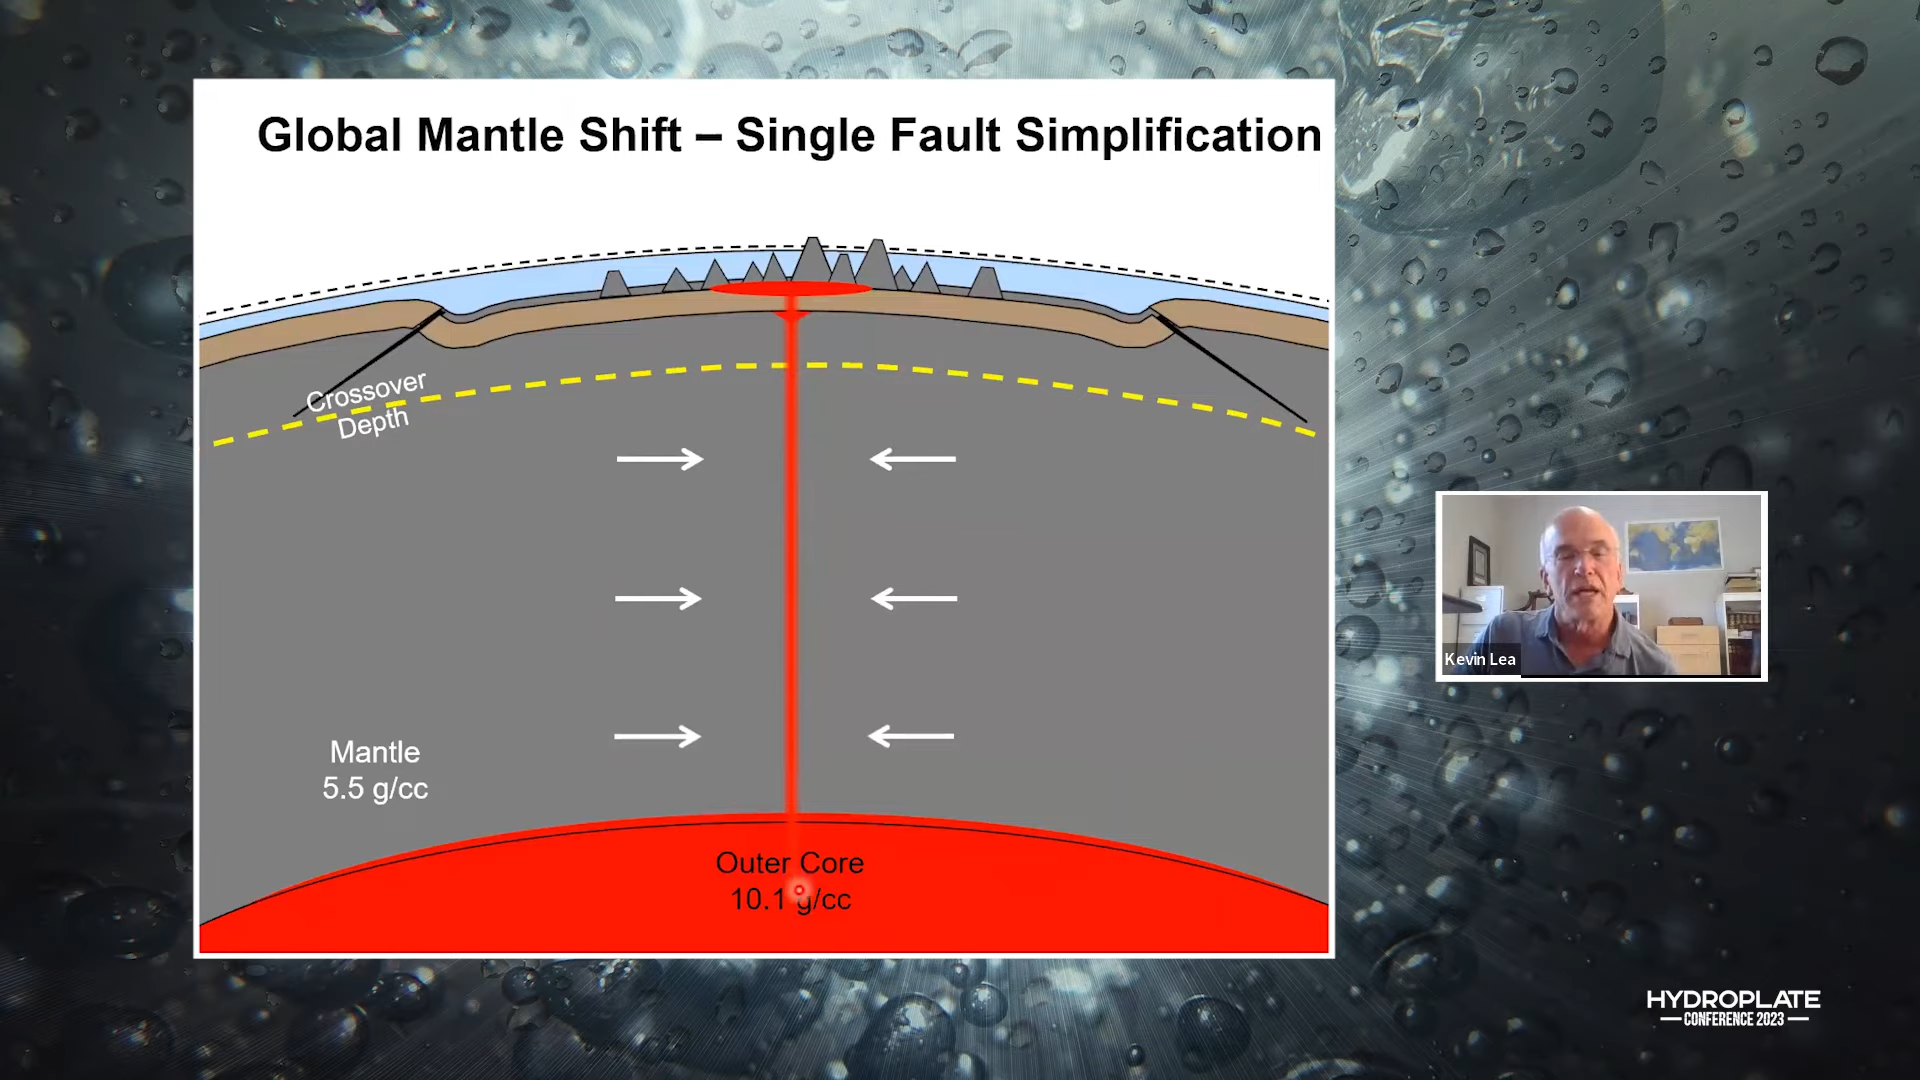 Global Mantle Shift – Single Fault Simplification
Crossover
Depth
Mantle
5.5 g/cc
Outer Core
10.1 g/cc
Kevin Lea
HYDROPLATE
CONFERENCE 2023